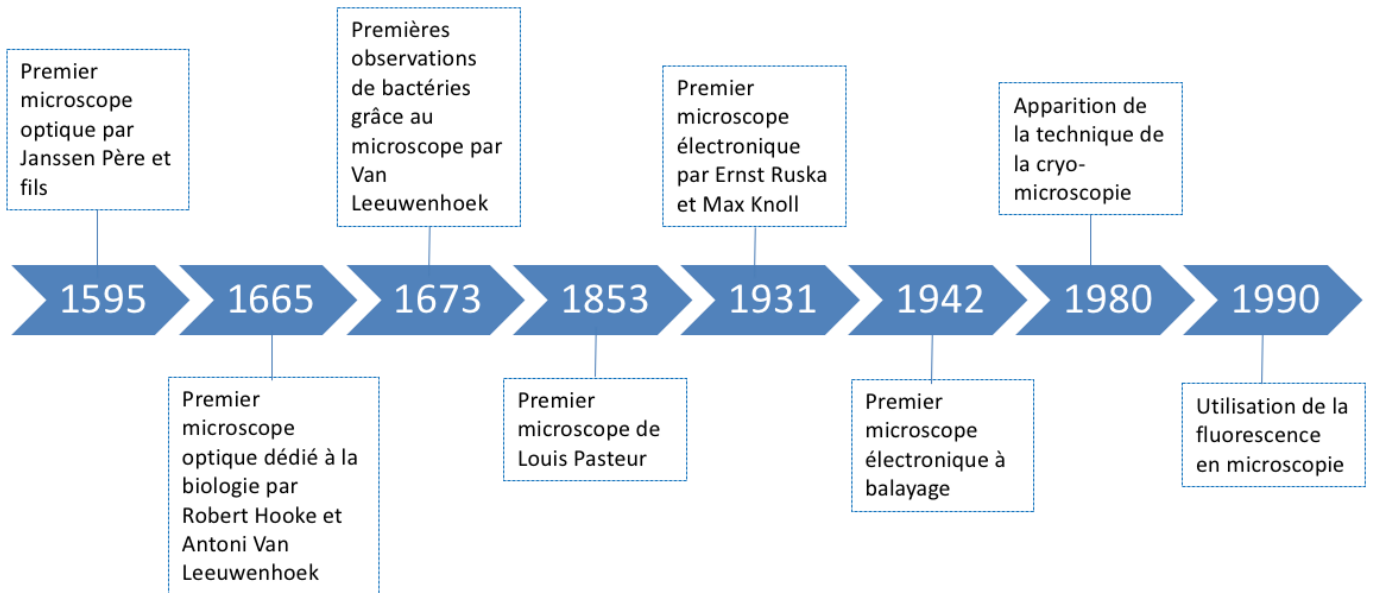 Premier
microscope
optique par
Janssen Père et
fils
Premières
observations
de bactéries
grâce au
microscope par
Van
Leeuwenhoek
Premier
microscope
électronique
par Ernst Ruska
et Max Knoll
Apparition de
la technique de
la cryo-
microscopie
1595
1665
1673
1853
1931
1942
1980
1990
Premier
microscope
optique dédié à la
biologie par
Robert Hooke et
Antoni Van
Leeuwenhoek
Premier
microscope de
Louis Pasteur
Premier
microscope
électronique à
balayage
Utilisation de la
fluorescence
en microscopie